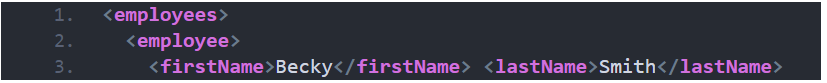 1. <employees>
2. <employee>
3. <firstName>Becky</firstName> <lastName>Smith</lastName>